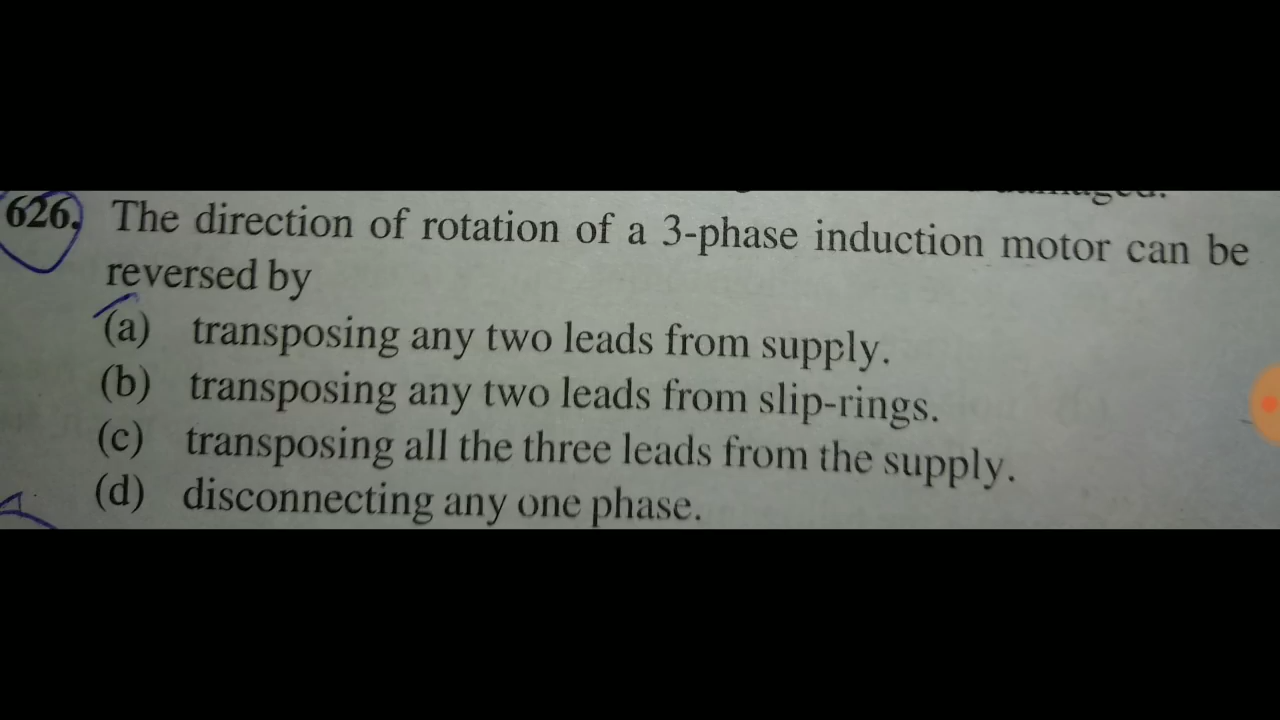 626. The direction of rotation of a 3-phase induction motor can be
reversed by
(a) transposing any two leads from supply.
(b) transposing any two leads from slip-rings.
(c) transposing all the three leads from the supply.
(d) disconnecting any one phase.